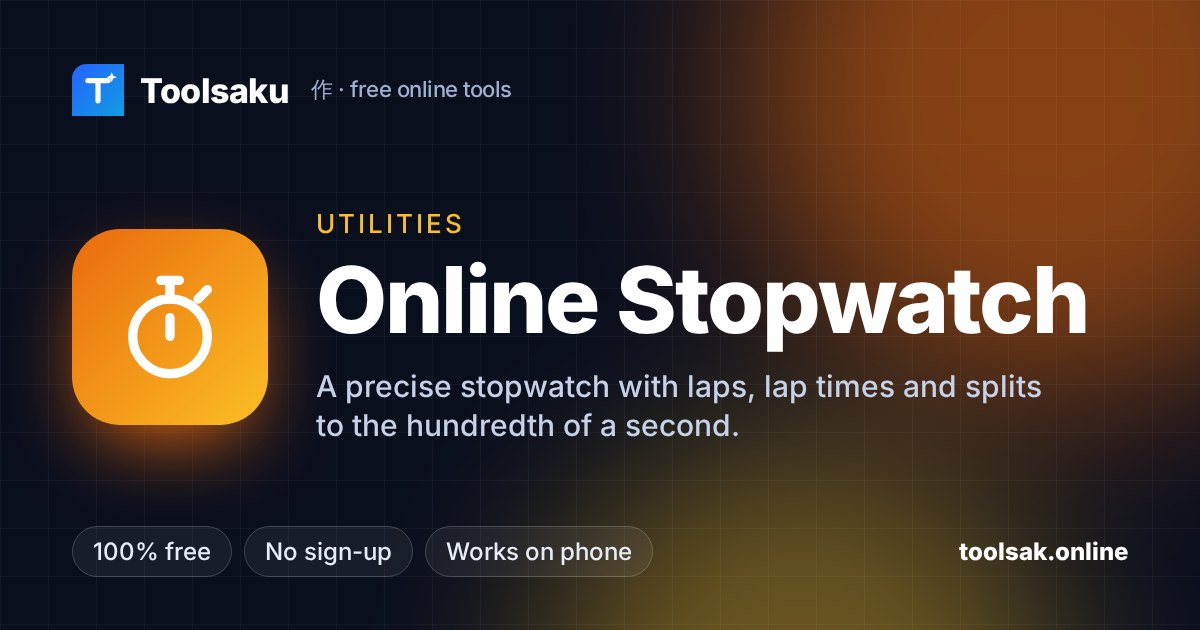 Toolsaku 作 · free online tools
UTILITIES
Online Stopwatch
A precise stopwatch with laps, lap times and splits
to the hundredth of a second.
100% free No sign-up Works on phone toolsak.online